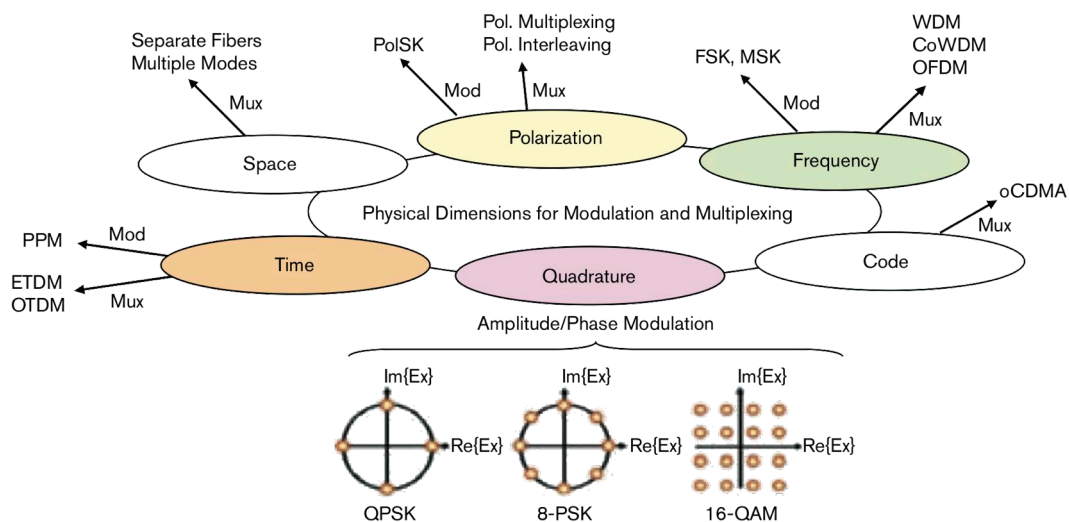 Separate Fibers
Multiple Modes
Mux
Space
PolSK
Mod
Pol. Multiplexing
Pol. Interleaving
Mux
Polarization
FSK, MSK
Mod
WDM
CoWDM
OFDM
Mux
Frequency
Physical Dimensions for Modulation and Multiplexing
oCDMA
Mux
Code
PPM
Mod
ETDM
OTDM
Mux
Time
Quadrature
Amplitude/Phase Modulation
Im{Ex}
Re{Ex}
QPSK
Im{Ex}
Re{Ex}
8-PSK
Im{Ex}
Re{Ex}
16-QAM